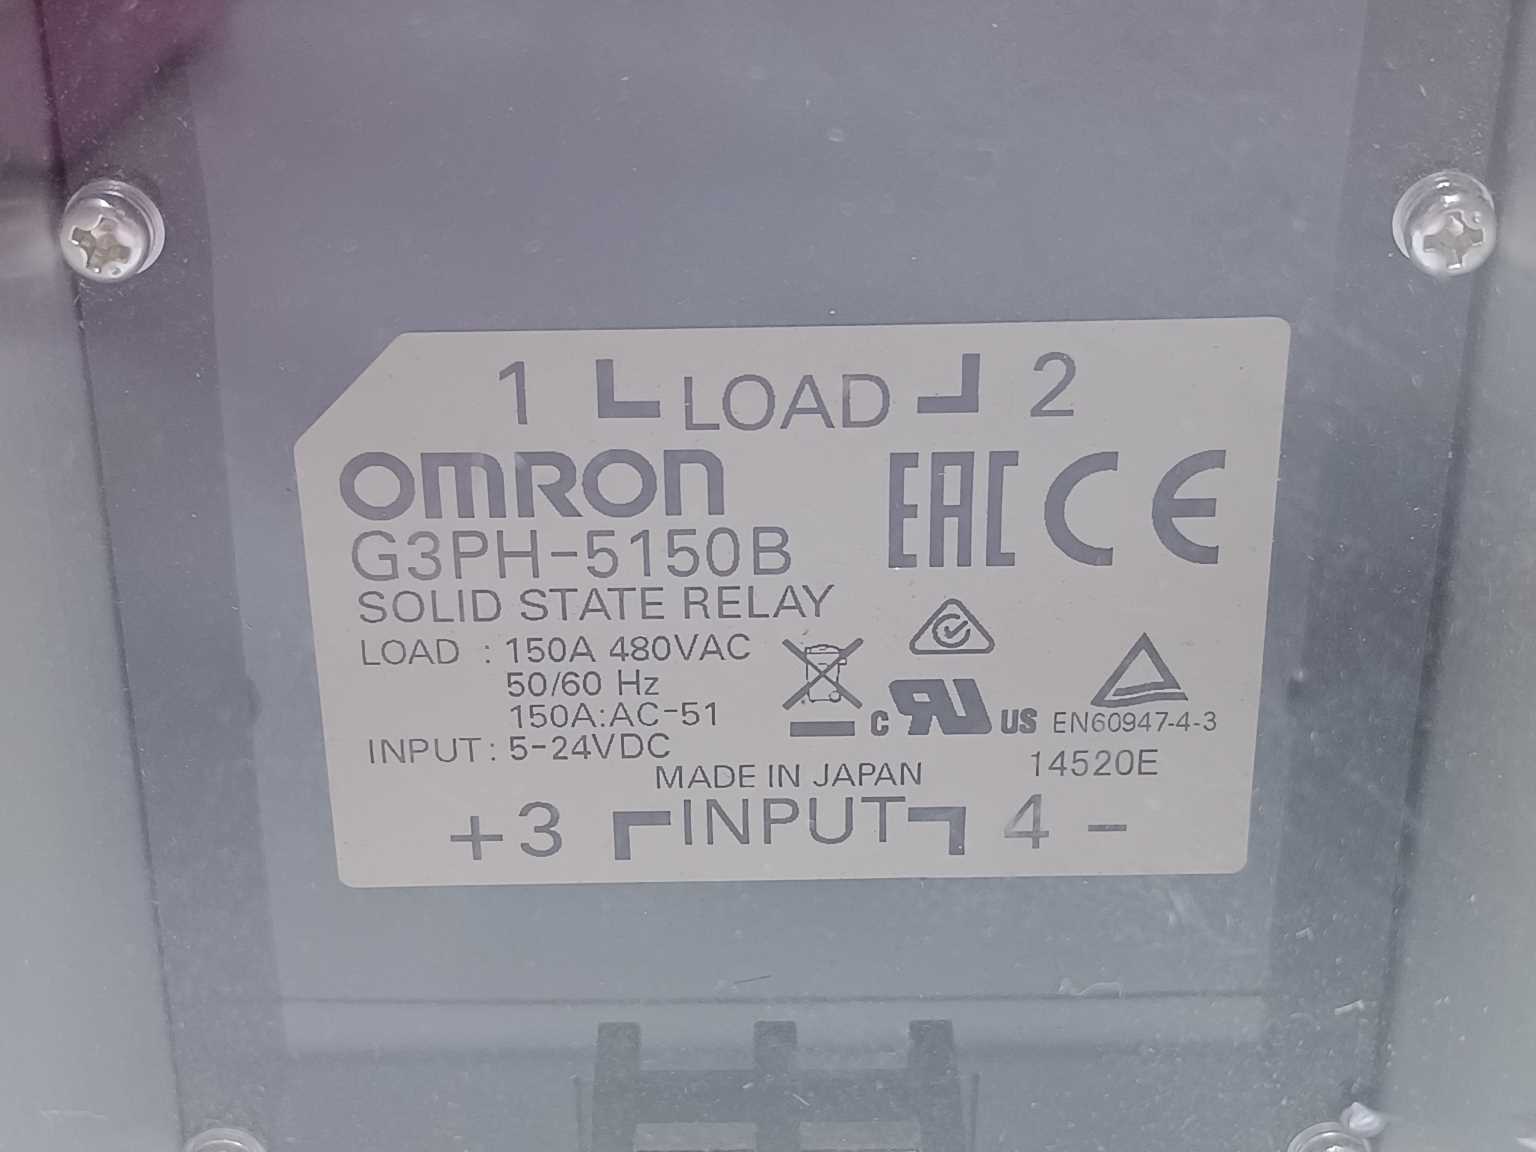 1 LOAD 2
OMRON
EAC CE
G3PH-5150B
SOLID STATE RELAY
LOAD : 150A 480VAC
50/60 Hz
150A:AC-51
c RU US EN60947-4-3
INPUT : 5-24VDC
MADE IN JAPAN 14520E
+3 INPUT 4 -